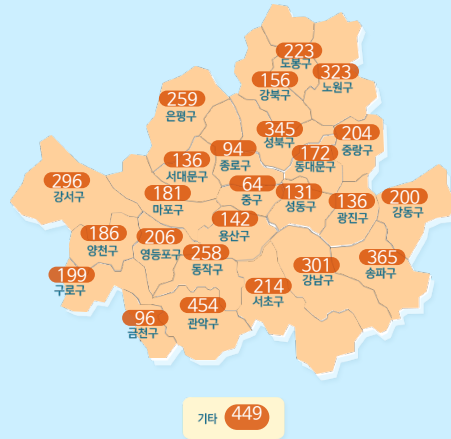 223
도봉구
323
노원구
156
강북구
259
은평구
345
성북구
204
중랑구
94
종로구
172
동대문구
136
서대문구
296
강서구
181
마포구
64
중구
131
성동구
136
광진구
200
강동구
142
용산구
186
양천구
206
영등포구
258
동작구
301
강남구
365
송파구
199
구로구
214
서초구
454
관악구
96
금천구
기타 449